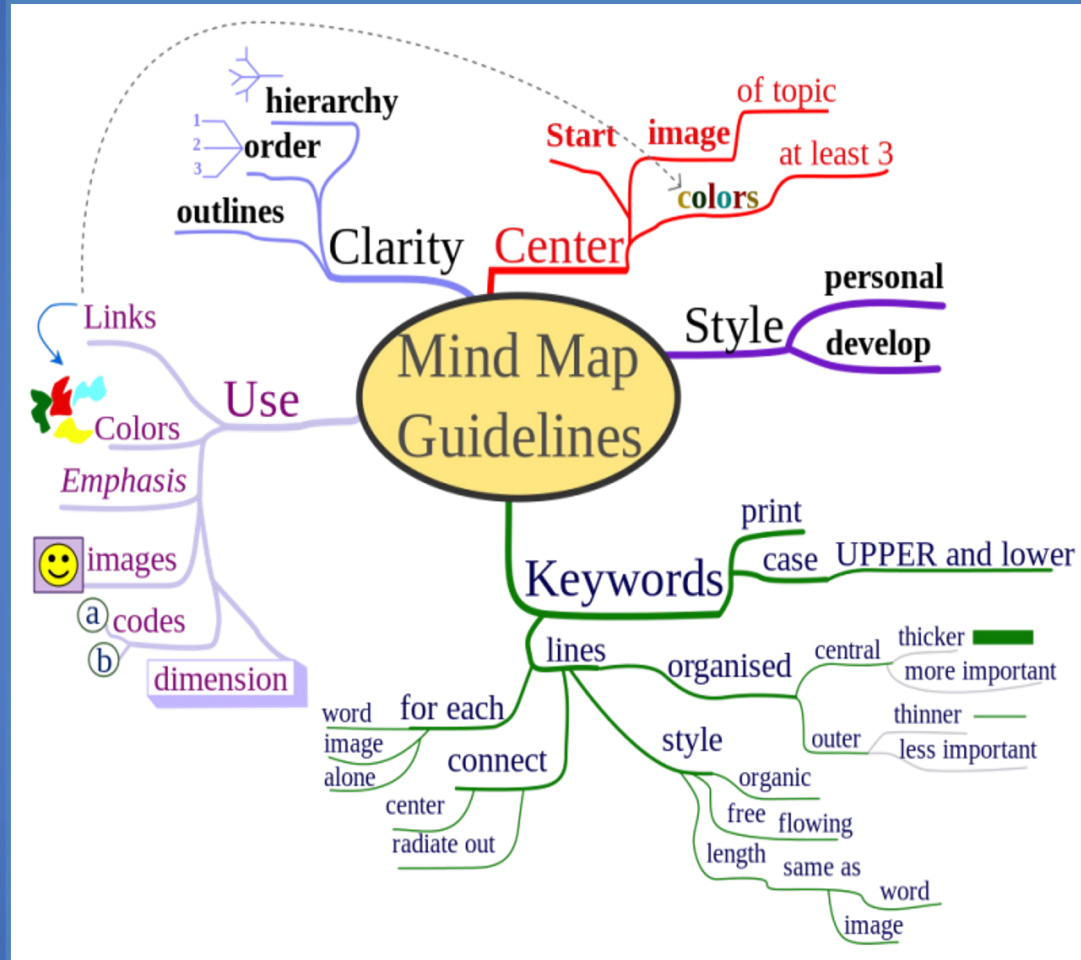 Mind Map
Guidelines
Clarity
hierarchy
1
2
3
order
outlines
Center
Start
image
of topic
colors
at least 3
Style
personal
develop
Use
Links
Colors
Emphasis
images
a
b
codes
dimension
Keywords
print
case
UPPER and lower
lines
organised
central
thicker
more important
outer
thinner
less important
style
organic
free
flowing
length
same as
word
image
connect
center
radiate out
for each
word
image
alone